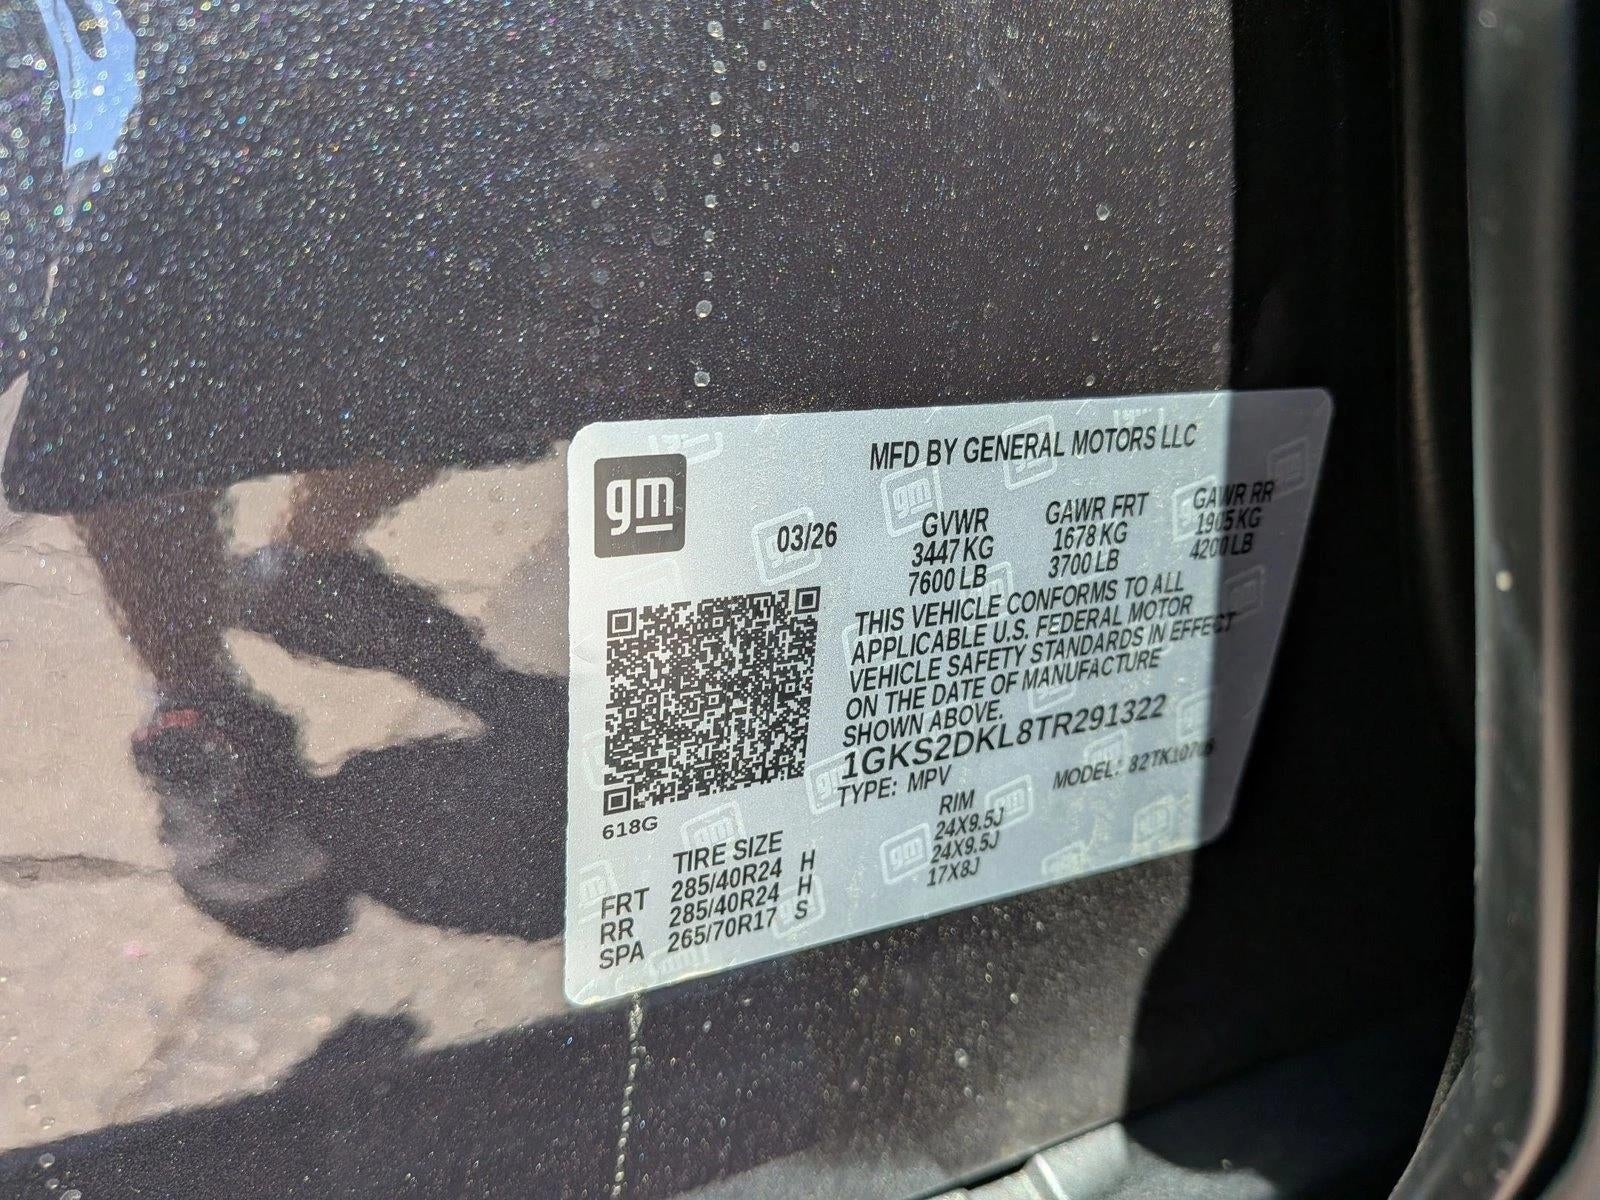 gm
MFD BY GENERAL MOTORS LLC
03/26
GVWR GAWR FRT GAWR RR
3447 KG 1678 KG 1905 KG
7600 LB 3700 LB 4200 LB
THIS VEHICLE CONFORMS TO ALL
APPLICABLE U.S. FEDERAL MOTOR
VEHICLE SAFETY STANDARDS IN EFFECT
ON THE DATE OF MANUFACTURE
SHOWN ABOVE.
1GKS2DKL8TR291322
TYPE: MPV MODEL: 82TK10706
618G
TIRE SIZE RIM
FRT 285/40R24 H 24X9.5J
RR 285/40R24 H 24X9.5J
SPA 265/70R17 S 17X8J